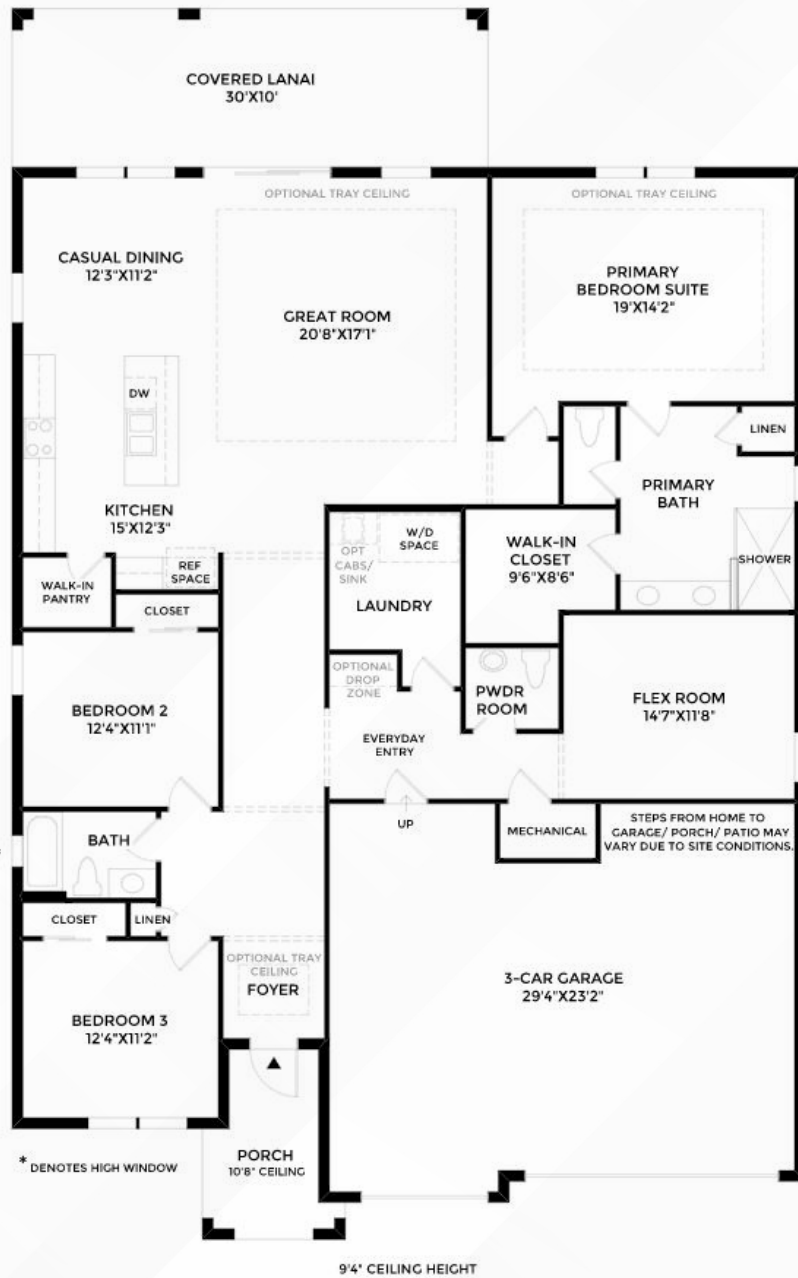 COVERED LANAI
30'X10'
OPTIONAL TRAY CEILING
OPTIONAL TRAY CEILING
CASUAL DINING
12'3"X11'2"
GREAT ROOM
20'8"X17'1"
PRIMARY
BEDROOM SUITE
19'X14'2"
DW
LINEN
KITCHEN
15'X12'3"
PRIMARY
BATH
WALK-IN
PANTRY
REF
SPACE
OPT
CABS/
SINK
W/D
SPACE
WALK-IN
CLOSET
9'6"X8'6"
SHOWER
CLOSET
LAUNDRY
BEDROOM 2
12'4"X11'1"
OPTIONAL
DROP
ZONE
PWDR
ROOM
FLEX ROOM
14'7"X11'8"
EVERYDAY
ENTRY
*
BATH
UP
MECHANICAL
STEPS FROM HOME TO
GARAGE/ PORCH/ PATIO MAY
VARY DUE TO SITE CONDITIONS.
CLOSET
LINEN
OPTIONAL TRAY
CEILING
FOYER
3-CAR GARAGE
29'4"X23'2"
BEDROOM 3
12'4"X11'2"
* DENOTES HIGH WINDOW
PORCH
10'8" CEILING
9'4" CEILING HEIGHT